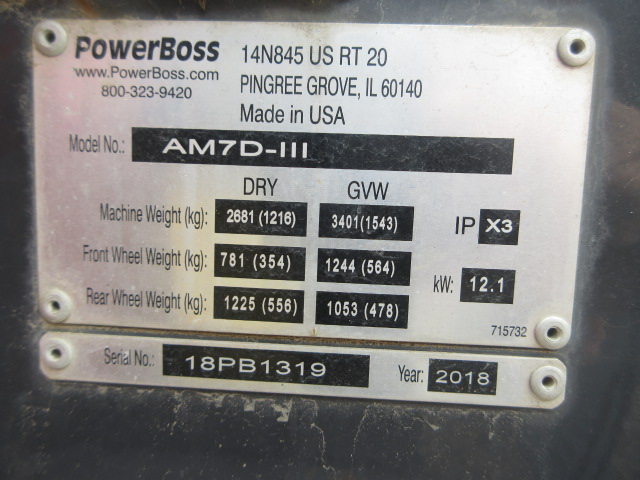 PowerBoss 14N845 US RT 20
www.PowerBoss.com PINGREE GROVE, IL 60140
800-323-9420 Made in USA
Model No.: AM7D-III
DRY GVW
Machine Weight (kg): 2681 (1216) 3401(1543) IP X3
Front Wheel Weight (kg): 781 (354) 1244 (564) kW: 12.1
Rear Wheel Weight (kg): 1225 (556) 1053 (478)
715732
Serial No.: 18PB1319 Year: 2018